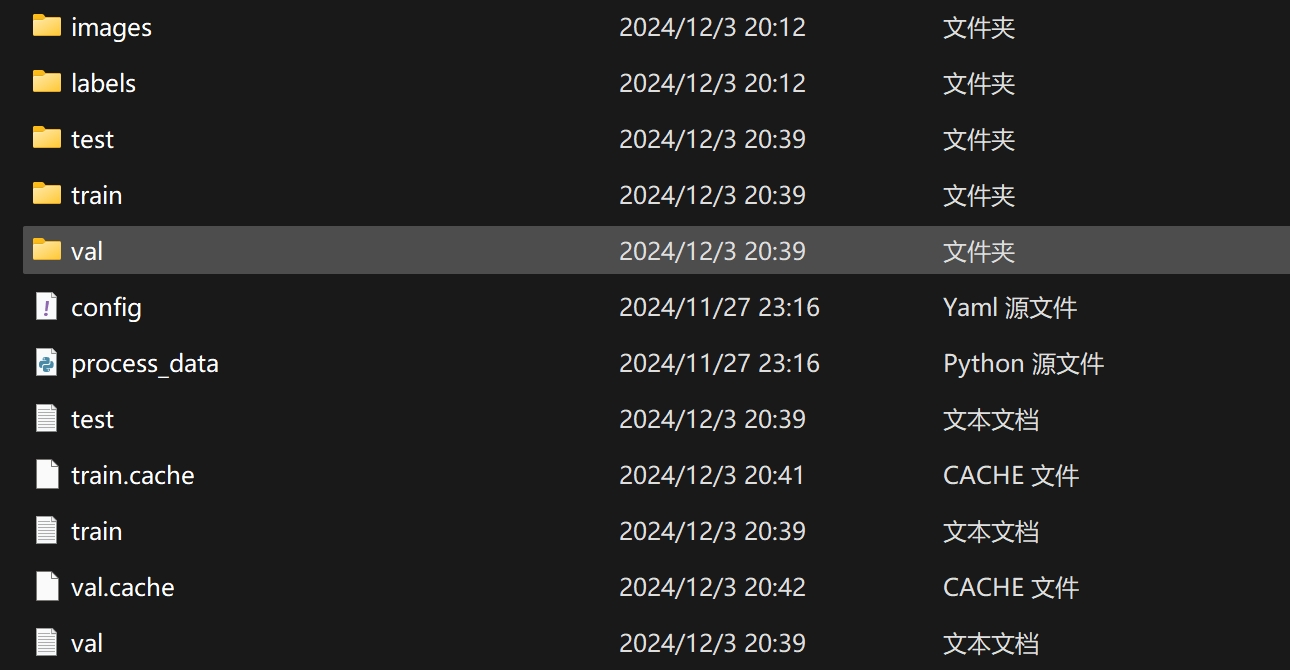 images 2024/12/3 20:12 文件夹
labels 2024/12/3 20:12 文件夹
test 2024/12/3 20:39 文件夹
train 2024/12/3 20:39 文件夹
val 2024/12/3 20:39 文件夹
config 2024/11/27 23:16 Yaml 源文件
process_data 2024/11/27 23:16 Python 源文件
test 2024/12/3 20:39 文本文档
train.cache 2024/12/3 20:41 CACHE 文件
train 2024/12/3 20:39 文本文档
val.cache 2024/12/3 20:42 CACHE 文件
val 2024/12/3 20:39 文本文档